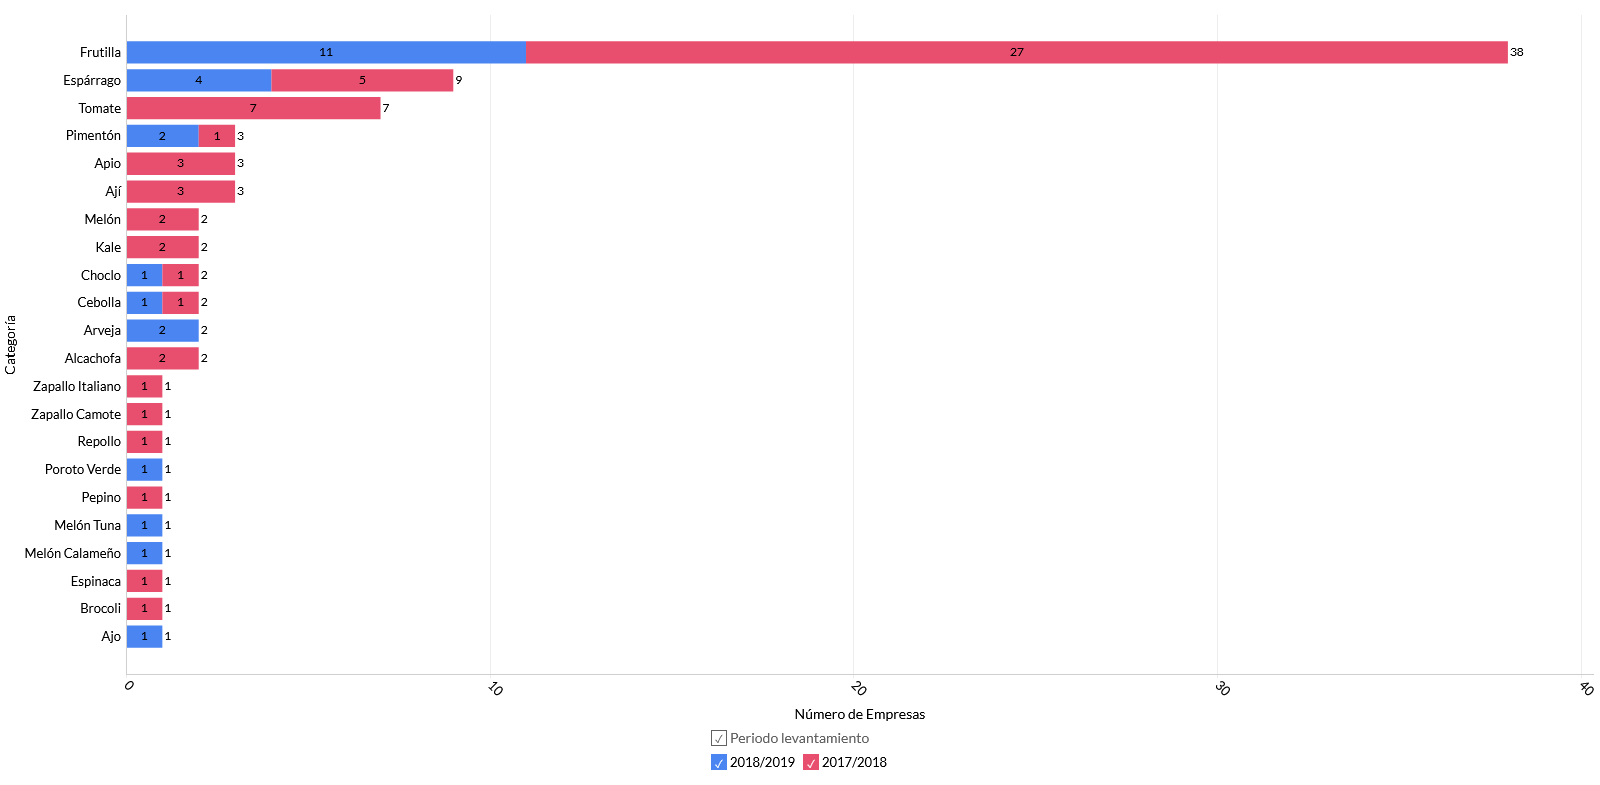 Frutilla 11 27 38
Espárrago 4 5 9
Tomate 7 7
Pimentón 2 1 3
Apio 3 3
Ají 3 3
Melón 2 2
Kale 2 2
Choclo 1 1 2
Cebolla 1 1 2
Arveja 2 2
Alcachofa 2 2
Zapallo Italiano 1 1
Zapallo Camote 1 1
Repollo 1 1
Poroto Verde 1 1
Pepino 1 1
Melón Tuna 1 1
Melón Calameño 1 1
Espinaca 1 1
Brocoli 1 1
Ajo 1 1
Categoría
0 10 20 30 40
Número de Empresas
Periodo levantamiento
2018/2019 2017/2018